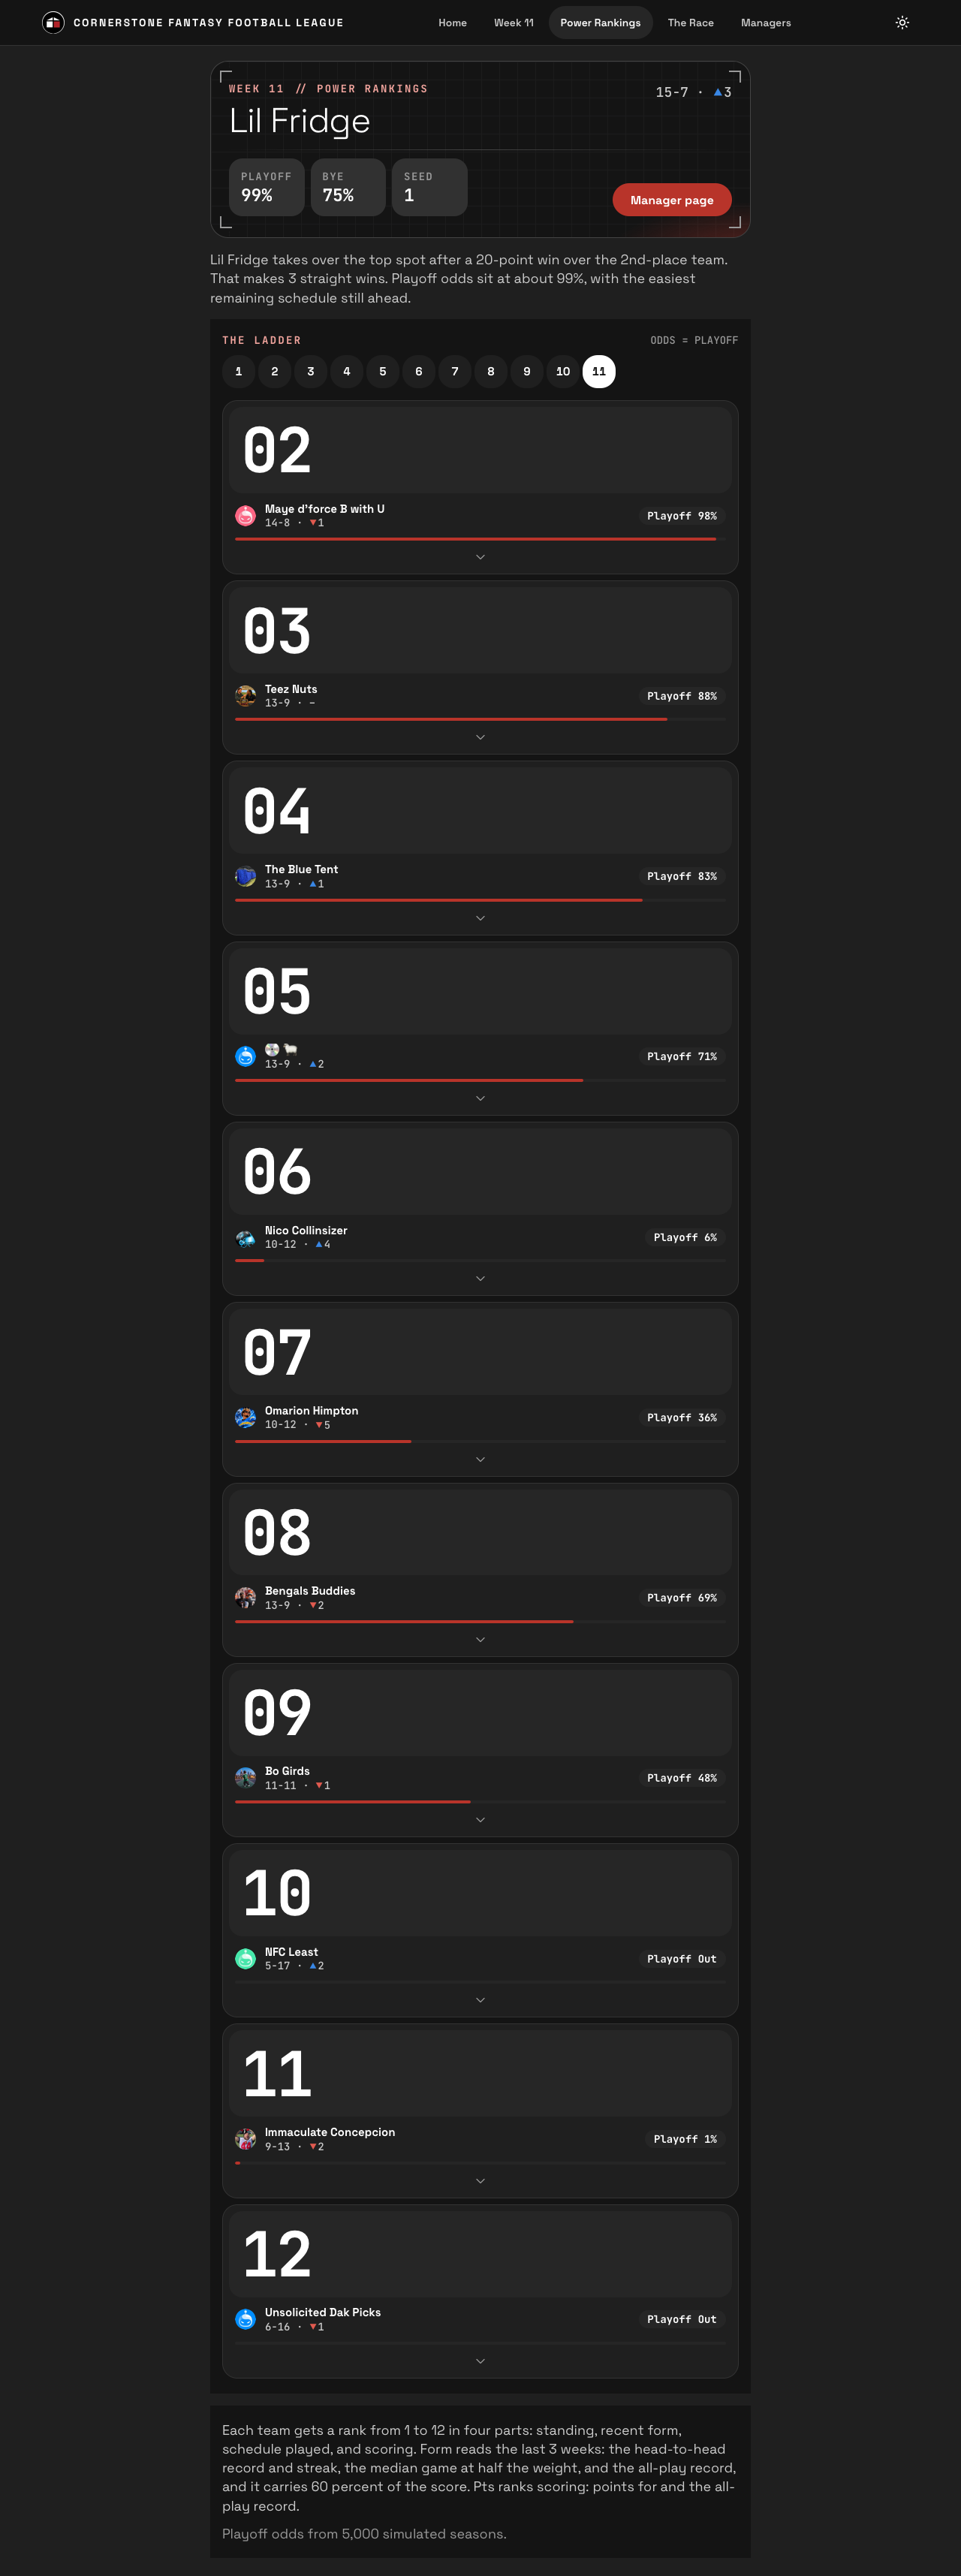 CORNERSTONE FANTASY FOOTBALL LEAGUE
Home
Week 11
Power Rankings
The Race
Managers
WEEK 11 // POWER RANKINGS
15-7 · ▲3
Lil Fridge
PLAYOFF
99%
BYE
75%
SEED
1
Manager page
Lil Fridge takes over the top spot after a 20-point win over the 2nd-place team.
That makes 3 straight wins. Playoff odds sit at about 99%, with the easiest
remaining schedule still ahead.
THE LADDER
ODDS = PLAYOFF
1 2 3 4 5 6 7 8 9 10 11
02
Maye d'force B with U
14-8 · ▼1
Playoff 98%
03
Teez Nuts
13-9 · –
Playoff 88%
04
The Blue Tent
13-9 · ▲1
Playoff 83%
05
💿 🐑
13-9 · ▲2
Playoff 71%
06
Nico Collinsizer
10-12 · ▲4
Playoff 6%
07
Omarion Himpton
10-12 · ▼5
Playoff 36%
08
Bengals Buddies
13-9 · ▼2
Playoff 69%
09
Bo Girds
11-11 · ▼1
Playoff 48%
10
NFC Least
5-17 · ▲2
Playoff Out
11
Immaculate Concepcion
9-13 · ▼2
Playoff 1%
12
Unsolicited Dak Picks
6-16 · ▼1
Playoff Out
Each team gets a rank from 1 to 12 in four parts: standing, recent form,
schedule played, and scoring. Form reads the last 3 weeks: the head-to-head
record and streak, the median game at half the weight, and the all-play record,
and it carries 60 percent of the score. Pts ranks scoring: points for and the all-
play record.
Playoff odds from 5,000 simulated seasons.